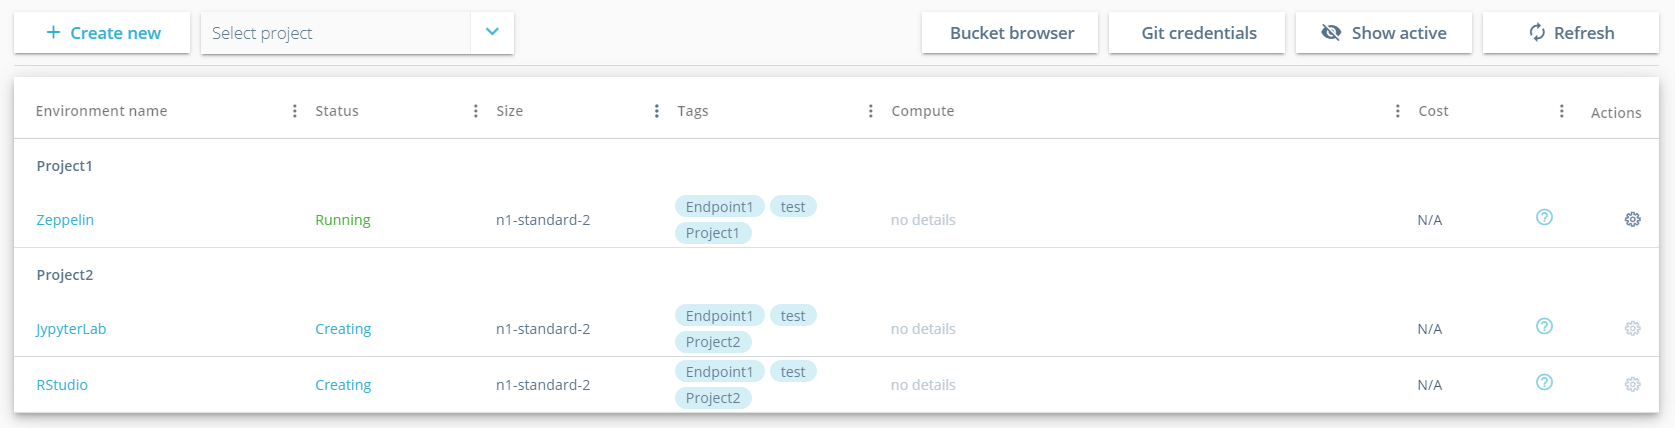 + Create new Select project Bucket browser Git credentials Show active Refresh
Environment name Status Size Tags Compute Cost Actions
Project1
Zeppelin Running n1-standard-2 Endpoint1 test no details N/A ?
Project1
Project2
JypyterLab Creating n1-standard-2 Endpoint1 test no details N/A ?
Project2
RStudio Creating n1-standard-2 Endpoint1 test no details N/A ?
Project2